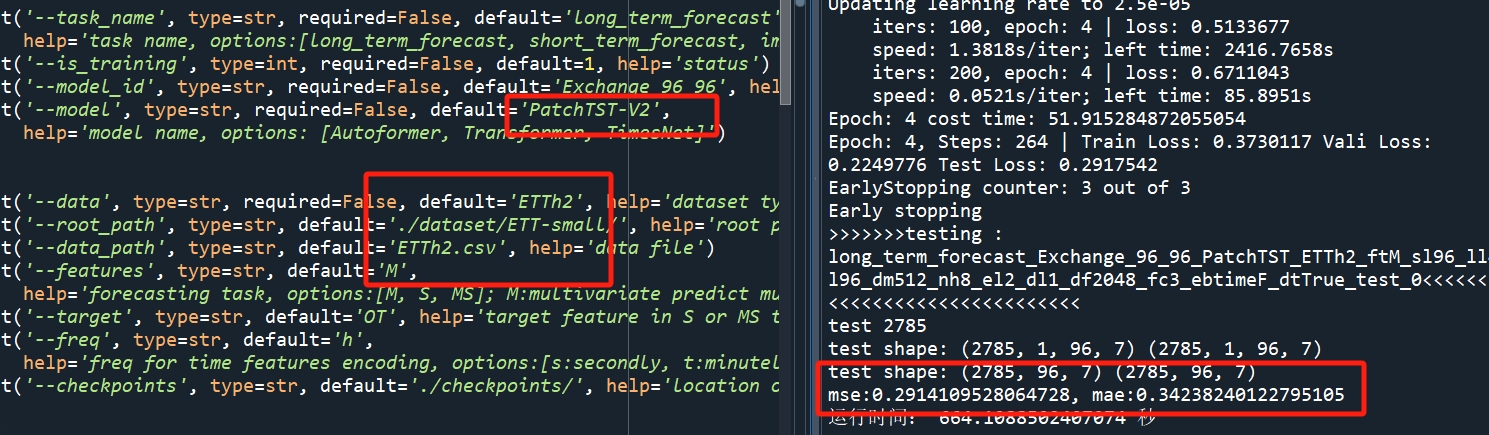 t('--task_name', type=str, required=False, default='long_term_forecast'
help='task name, options:[long_term_forecast, short_term_forecast, im
t('--is_training', type=int, required=False, default=1, help='status')
t('--model_id', type=str, required=False, default='Exchange_96_96', hel
t('--model', type=str, required=False, default='PatchTST-V2',
help='model name, options: [Autoformer, Transformer, TimesNet]')
t('--data', type=str, required=False, default='ETTh2', help='dataset ty
t('--root_path', type=str, default='./dataset/ETT-small/', help='root p
t('--data_path', type=str, default='ETTh2.csv', help='data file')
t('--features', type=str, default='M',
help='forecasting task, options:[M, S, MS]; M:multivariate predict mu
t('--target', type=str, default='OT', help='target feature in S or MS t
t('--freq', type=str, default='h',
help='freq for time features encoding, options:[s:secondly, t:minutel
t('--checkpoints', type=str, default='./checkpoints/', help='location o
Updating learning rate to 2.5e-05
iters: 100, epoch: 4 | loss: 0.5133677
speed: 1.3818s/iter; left time: 2416.7658s
iters: 200, epoch: 4 | loss: 0.6711043
speed: 0.0521s/iter; left time: 85.8951s
Epoch: 4 cost time: 51.915284872055054
Epoch: 4, Steps: 264 | Train Loss: 0.3730117 Vali Loss:
0.2249776 Test Loss: 0.2917542
EarlyStopping counter: 3 out of 3
Early stopping
>>>>>>>testing :
long_term_forecast_Exchange_96_96_PatchTST_ETTh2_ftM_sl96_ll
l96_dm512_nh8_el2_dl1_df2048_fc3_ebtimeF_dtTrue_test_0<<<<<<<
<<<<<<<<<<<<<<<<<<<<<<<<
test 2785
test shape: (2785, 1, 96, 7) (2785, 1, 96, 7)
test shape: (2785, 96, 7) (2785, 96, 7)
mse:0.2914109528064728, mae:0.34238240122795105
运行时间: 664.1088502407074 秒